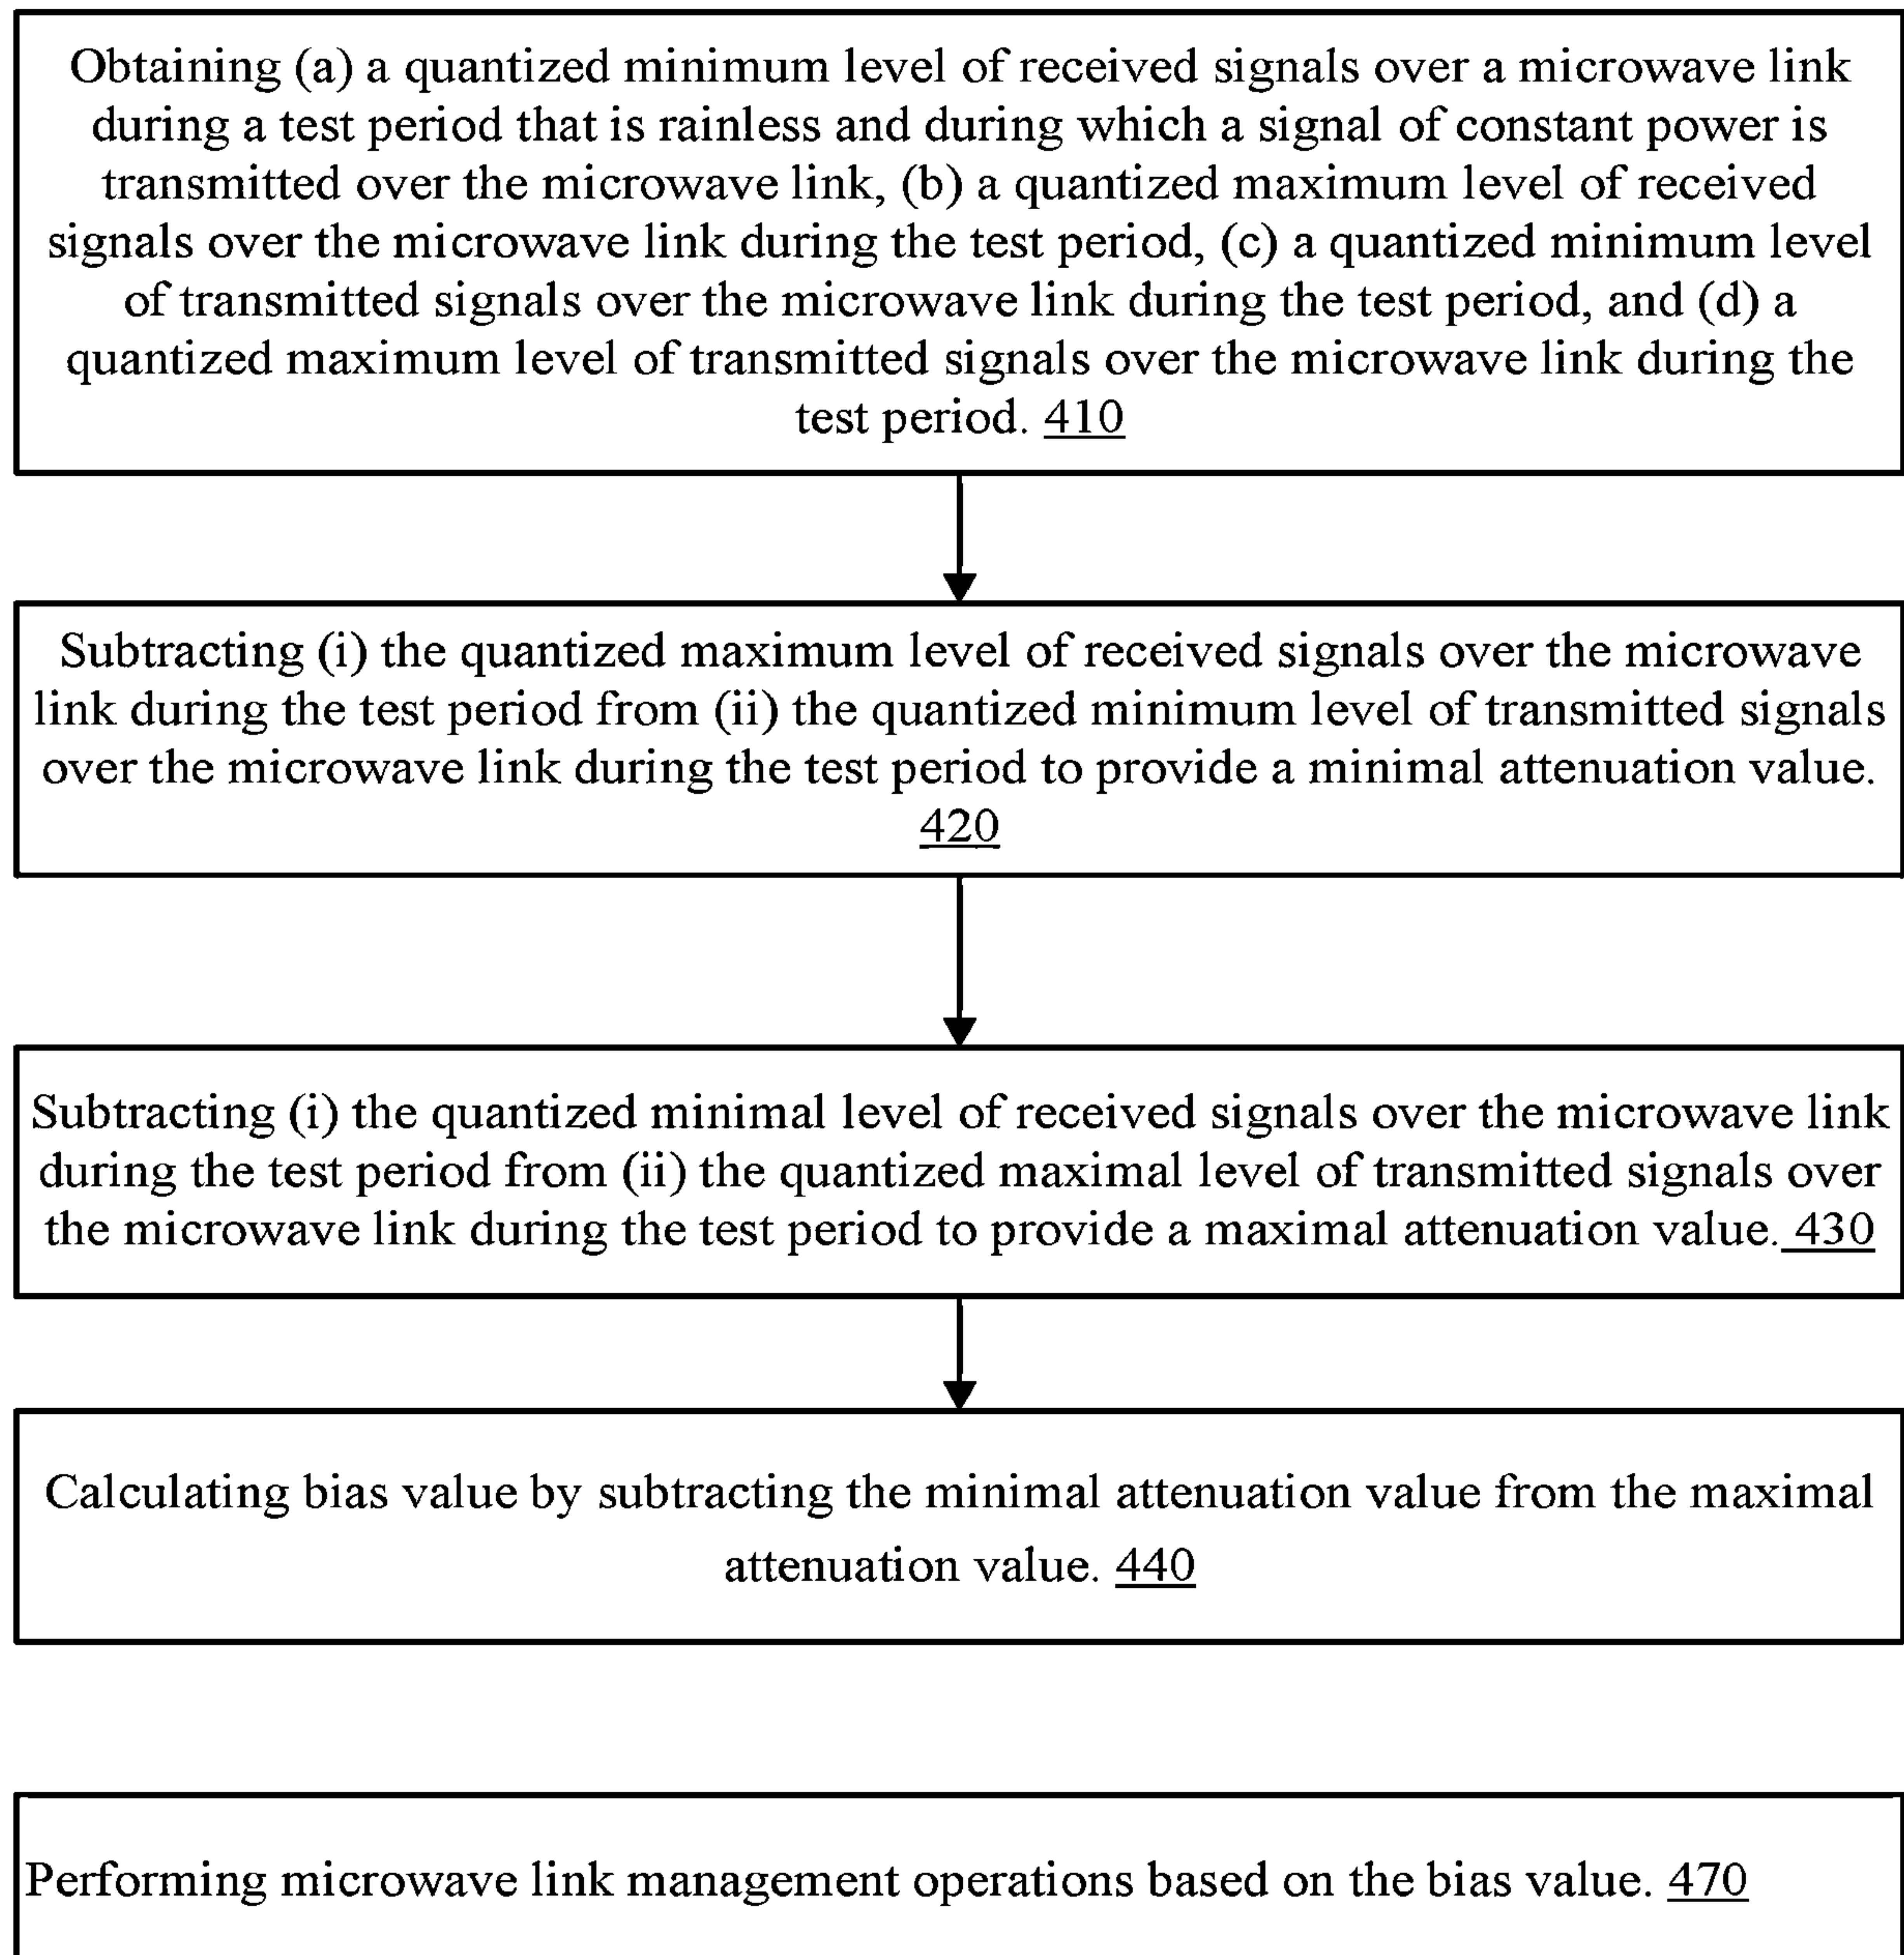 Obtaining (a) a quantized minimum level of received signals over a microwave link
during a test period that is rainless and during which a signal of constant power is
transmitted over the microwave link, (b) a quantized maximum level of received
signals over the microwave link during the test period, (c) a quantized minimum level
of transmitted signals over the microwave link during the test period, and (d) a
quantized maximum level of transmitted signals over the microwave link during the
test period. 410
Subtracting (i) the quantized maximum level of received signals over the microwave
link during the test period from (ii) the quantized minimum level of transmitted signals
over the microwave link during the test period to provide a minimal attenuation value.
420
Subtracting (i) the quantized minimal level of received signals over the microwave link
during the test period from (ii) the quantized maximal level of transmitted signals over
the microwave link during the test period to provide a maximal attenuation value. 430
Calculating bias value by subtracting the minimal attenuation value from the maximal
attenuation value. 440
Performing microwave link management operations based on the bias value. 470